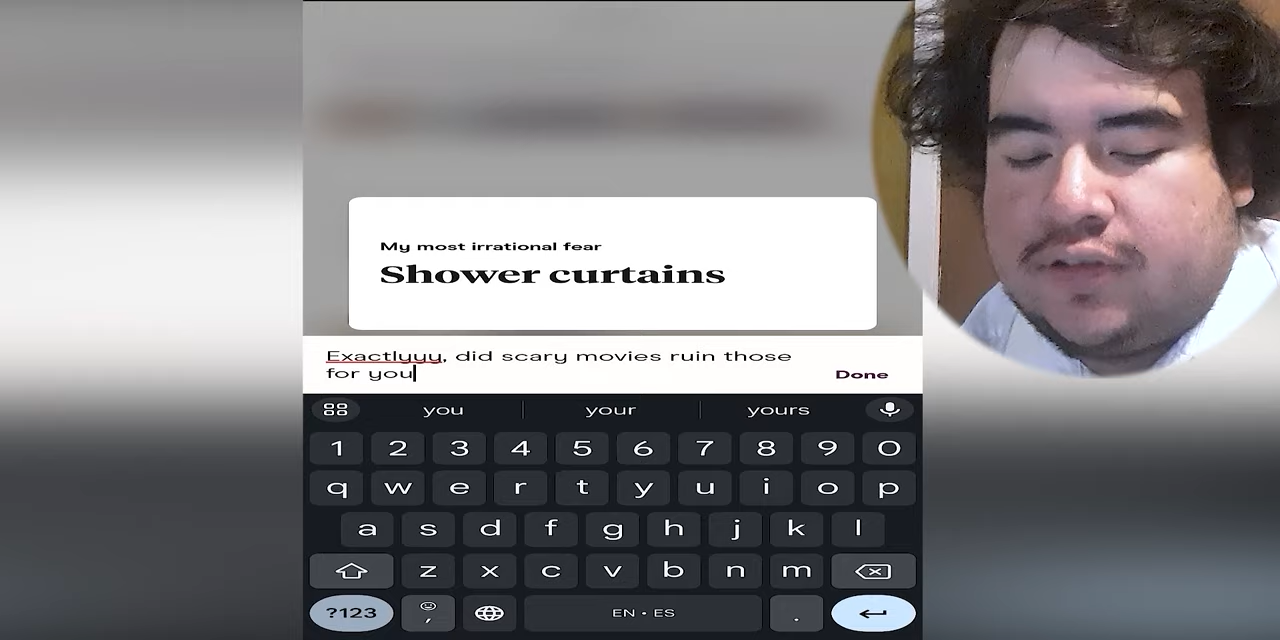 My most irrational fear
Shower curtains
Exactlyyy, did scary movies ruin those
for you
Done
you your yours
1 2 3 4 5 6 7 8 9 0
q w e r t y u i o p
a s d f g h j k l
z x c v b n m
?123 , EN • ES .